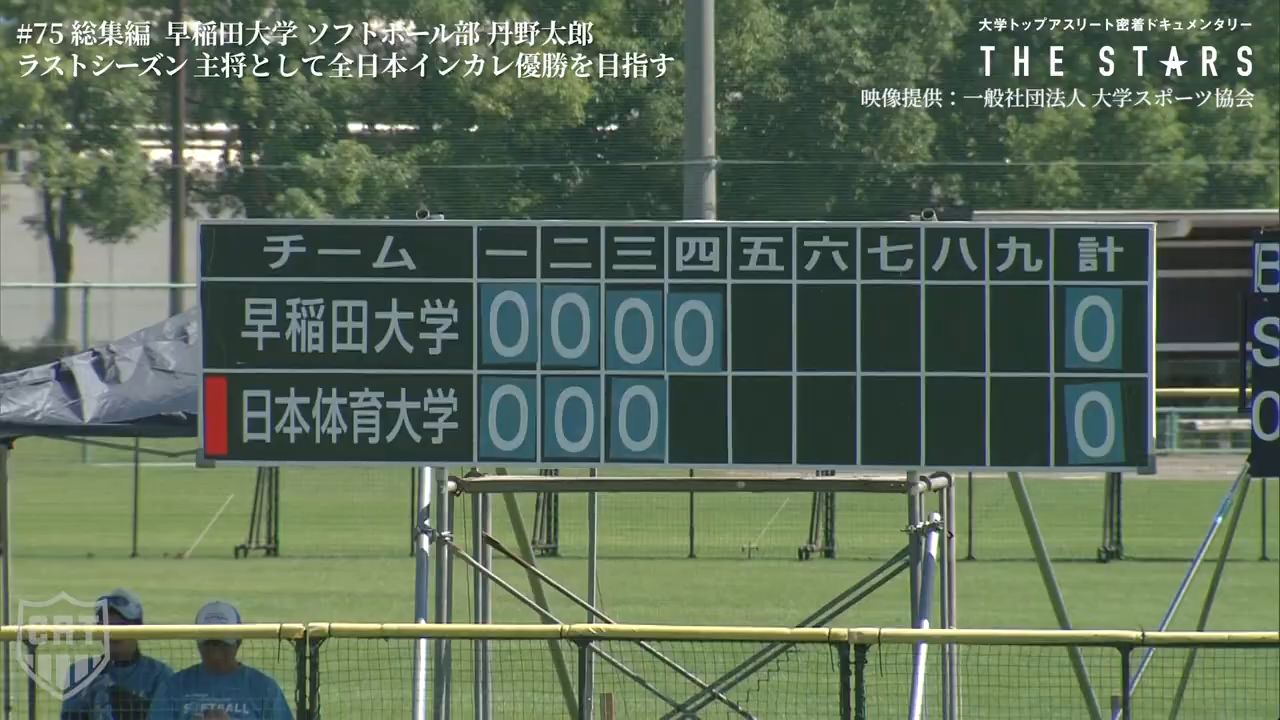 #75 総集編 早稲田大学 ソフトボール部 丹野太郎
ラストシーズン 主将として全日本インカレ優勝を目指す
大学トップアスリート密着ドキュメンタリー
THE STARS
映像提供：一般社団法人 大学スポーツ協会
チーム 一 二 三 四 五 六 七 八 九 計
早稲田大学 0 0 0 0 0
日本体育大学 0 0 0 0
B
S
O
CRT
SOFTBALL